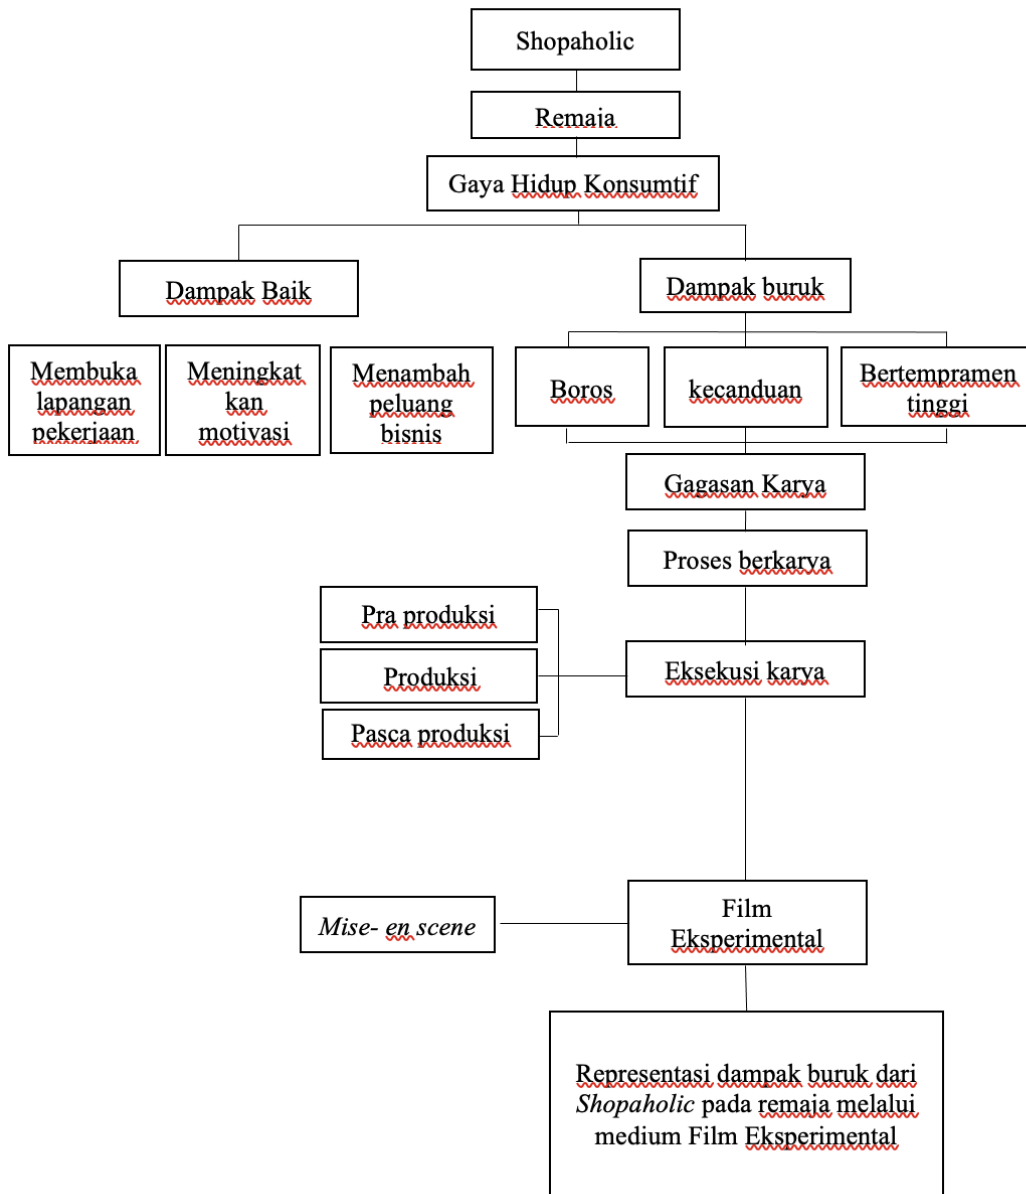 Shopaholic
Remaja
Gaya Hidup Konsumtif
Dampak Baik
Dampak buruk
Membuka
lapangan
pekerjaan
Meningkat
kan
motivasi
Menambah
peluang
bisnis
Boros
kecanduan
Bertempramen
tinggi
Gagasan Karya
Proses berkarya
Pra produksi
Produksi
Pasca produksi
Eksekusi karya
Mise- en scene
Film
Eksperimental
Representasi dampak buruk dari
Shopaholic pada remaja melalui
medium Film Eksperimental